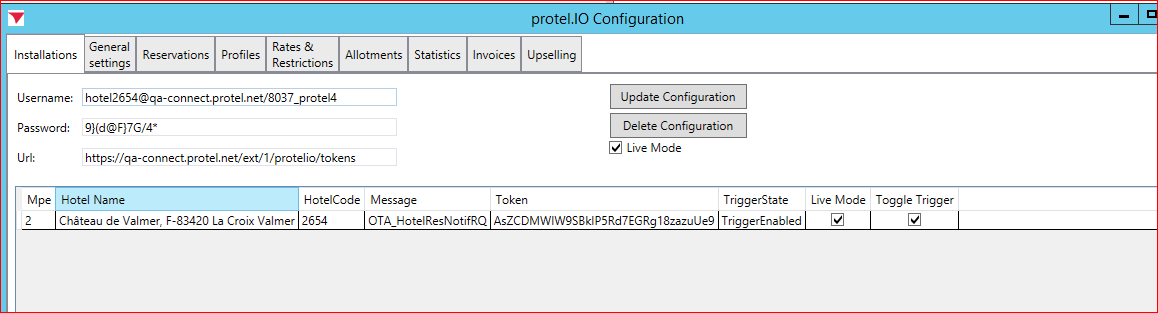 protel.IO Configuration
Installations
General settings
Reservations
Profiles
Rates & Restrictions
Allotments
Statistics
Invoices
Upselling
Username: hotel2654@qa-connect.protel.net/8037_protel4
Update Configuration
Password: 9}(d@F}7G/4*
Delete Configuration
Live Mode
Url: https://qa-connect.protel.net/ext/1/protelio/tokens
Mpe Hotel Name HotelCode Message Token TriggerState Live Mode Toggle Trigger
2 Château de Valmer, F-83420 La Croix Valmer 2654 OTA_HotelResNotifRQ AsZCDMWIW9SBkIP5Rd7EGRg18zazuUe9 TriggerEnabled